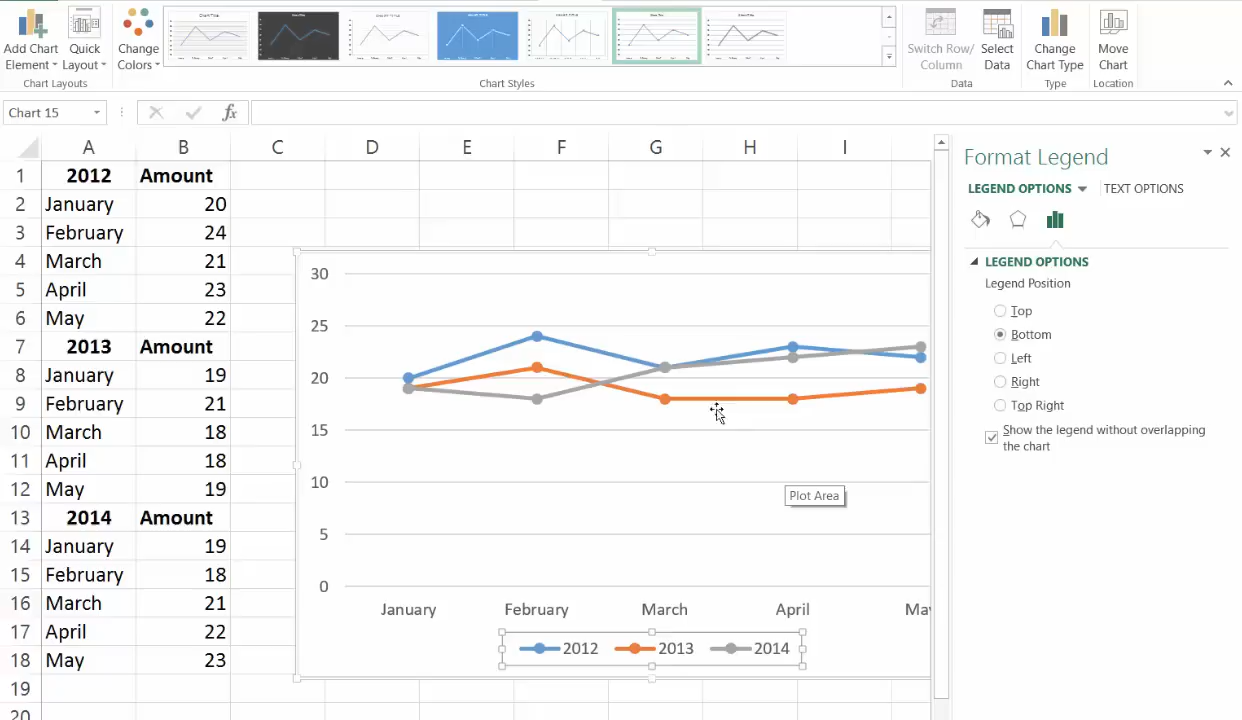 Add Chart Element
Quick Layout
Change Colors
Switch Row/ Column
Select Data
Change Chart Type
Move Chart
Chart Layouts
Chart Styles
Data
Type
Location
Chart 15
fx
A B C D E F G H I
1 2012 Amount
2 January 20
3 February 24
4 March 21
5 April 23
6 May 22
7 2013 Amount
8 January 19
9 February 21
10 March 18
11 April 18
12 May 19
13 2014 Amount
14 January 19
15 February 18
16 March 21
17 April 22
18 May 23
19
20
30
25
20
15
10
5
0
January February March April May
Plot Area
2012 2013 2014
Format Legend
LEGEND OPTIONS TEXT OPTIONS
LEGEND OPTIONS
Legend Position
Top
Bottom
Left
Right
Top Right
Show the legend without overlapping
the chart